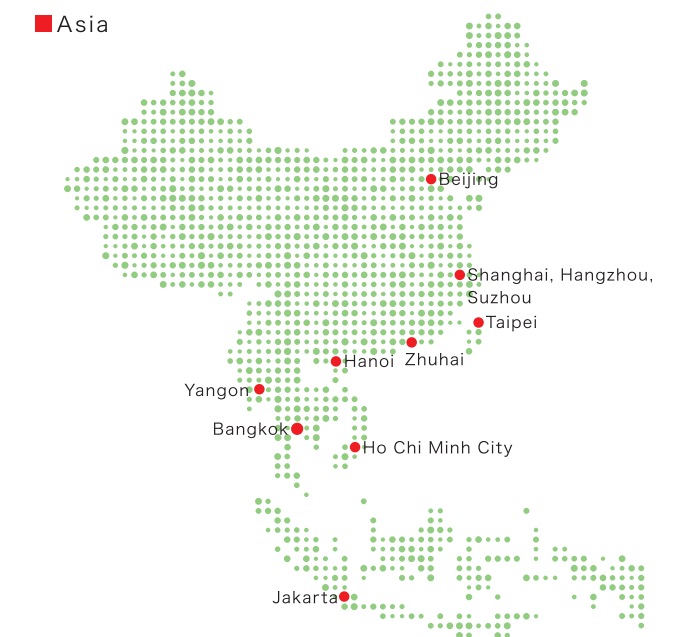 Asia
Beijing
Shanghai, Hangzhou,
Suzhou
Taipei
Zhuhai
Hanoi
Yangon
Bangkok
Ho Chi Minh City
Jakarta